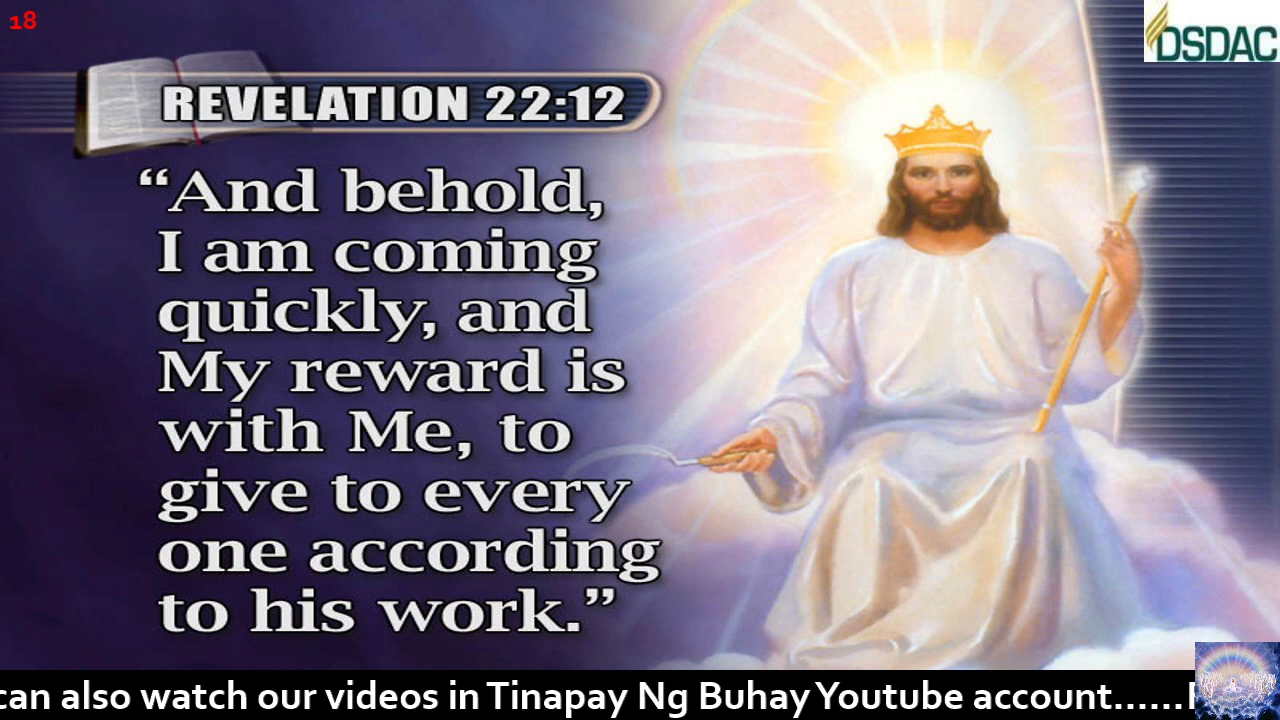 18
DSDAC
REVELATION 22:12
“And behold,
I am coming
quickly, and
My reward is
with Me, to
give to every
one according
to his work.”
can also watch our videos in Tinapay Ng Buhay Youtube account......